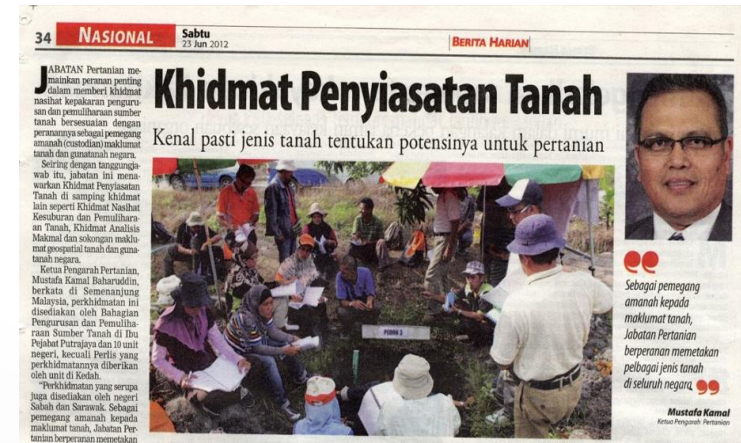 34
NASIONAL
Sabtu
23 Jun 2012
BERITA HARIAN
Khidmat Penyiasatan Tanah
Kenal pasti jenis tanah tentukan potensinya untuk pertanian
JABATAN Pertanian me-
mainkan peranan penting
dalam memberi khidmat
nasihat kepakaran penguru-
san dan pemuliharaan sumber
tanah bersesuaian dengan
peranannya sebagai pemegang
amanah (custodian) maklumat
tanah dan gunatanah negara.
Seiring dengan tanggungja-
wab itu, jabatan ini mena-
warkan Khidmat Penyiasatan
Tanah di samping khidmat
lain seperti Khidmat Nasihat
Kesuburan dan Pemulihara-
an Tanah, Khidmat Analisis
Makmal dan sokongan maklu-
mat geospatial tanah dan guna-
tanah negara.
Ketua Pengarah Pertanian,
Mustafa Kamal Baharuddin,
berkata di Semenanjung
Malaysia, perkhidmatan ini
disediakan oleh Bahagian
Pengurusan dan Pemuliha-
raan Sumber Tanah di Ibu
Pejabat Putrajaya dan 10 unit
negeri, kecuali Perlis yang
perkhidmatannya diberikan
oleh unit di Kedah.
"Perkhidmatan yang serupa
juga disediakan oleh negeri
Sabah dan Sarawak. Sebagai
pemegang amanah kepada
maklumat tanah, Jabatan Per-
tanian berperanan memetakan
Sebagai pemegang
amanah kepada
maklumat tanah,
Jabatan Pertanian
berperanan memetakan
pelbagai jenis tanah
di seluruh negara
Mustafa Kamal
Ketua Pengarah Pertanian